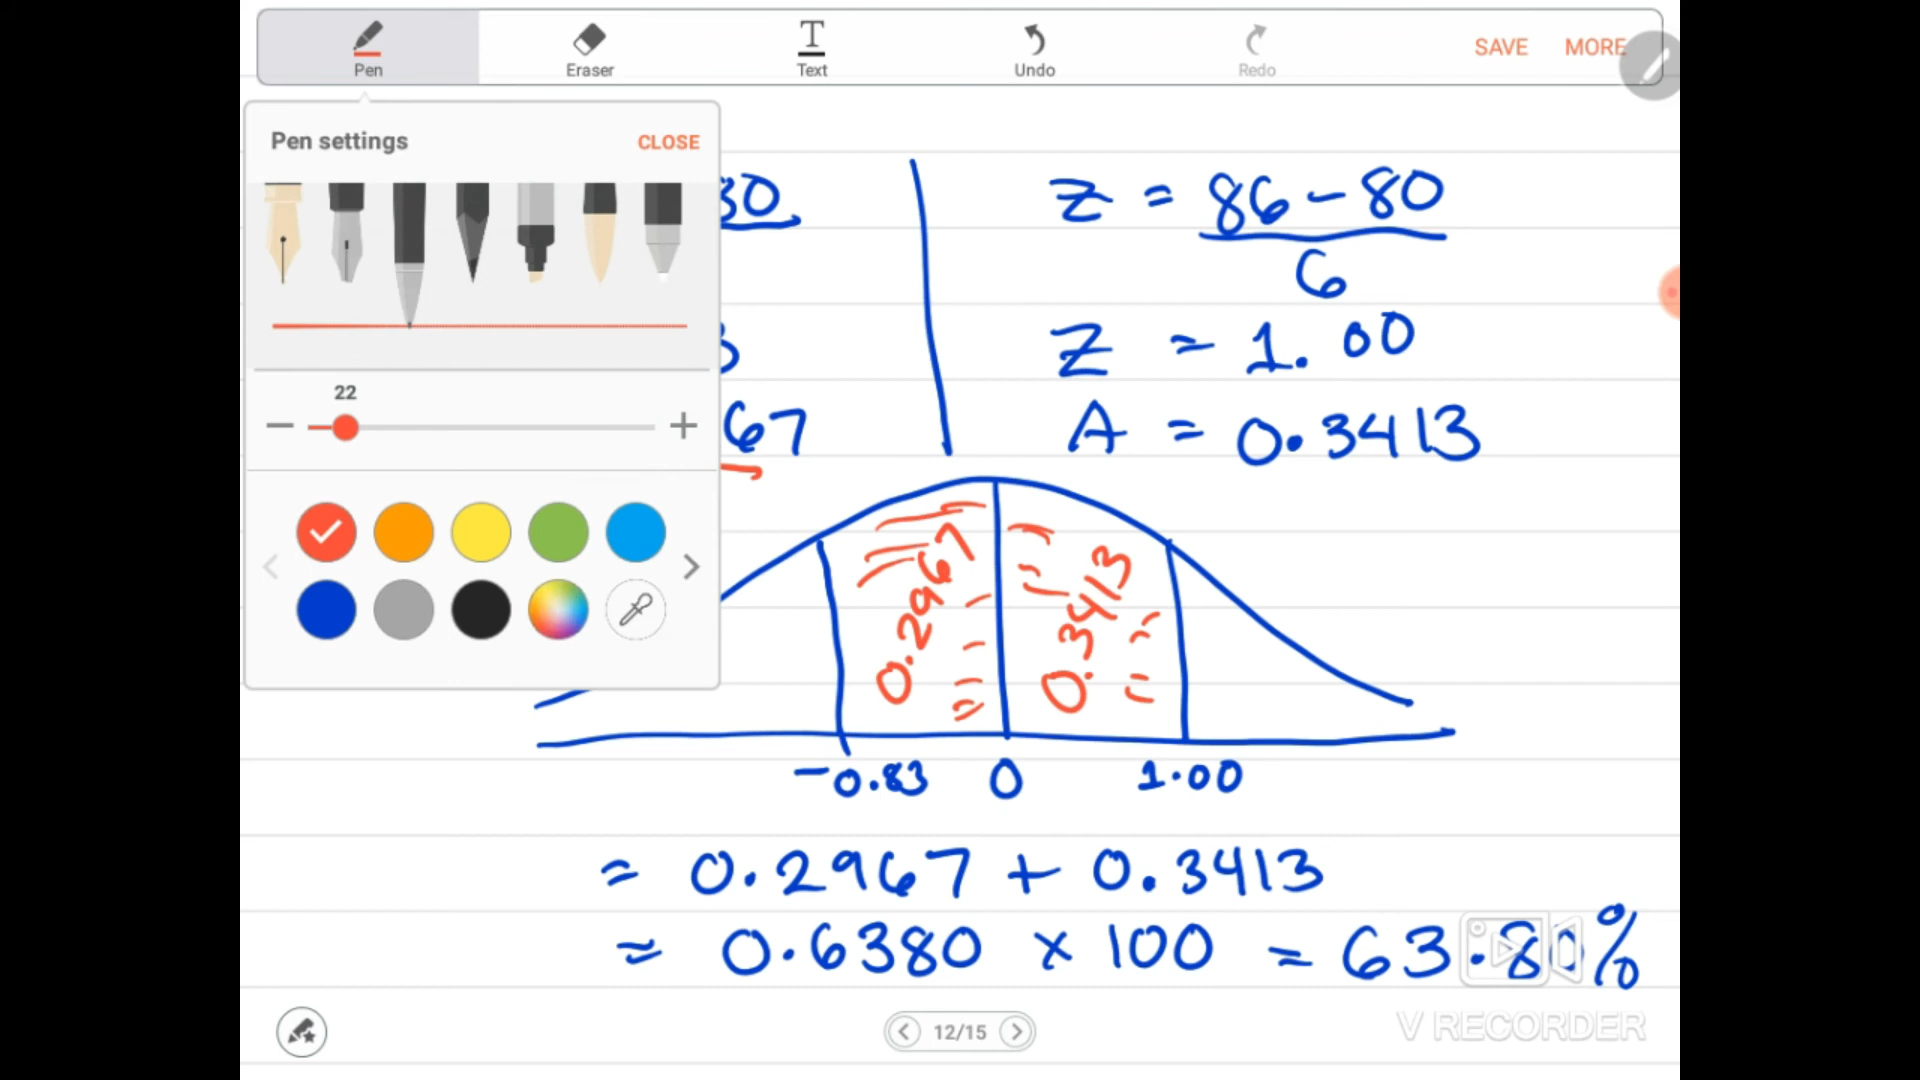 Pen
Eraser
T
Text
Undo
Redo
SAVE
MORE
Pen settings
CLOSE
22
80
67
Z = 86 - 80
6
Z = 1.00
A = 0.3413
0.2967
0.3413
-0.83 0 1.00
= 0.2967 + 0.3413
= 0.6380 x 100 = 63.80%
12/15
V RECORDER